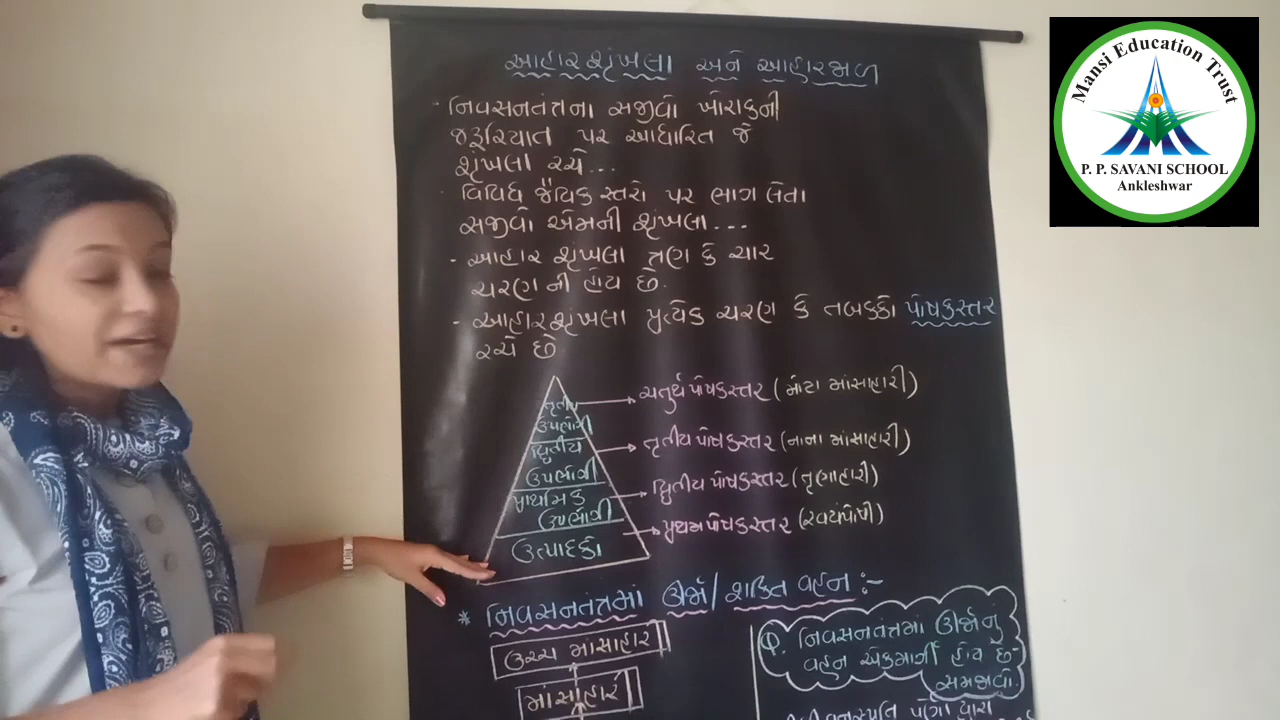 આહારશૃંખલા અને આહારજાળ
- નિવસનતંત્રના સજીવો ખોરાકની
જરૂરિયાત પર આધારિત જે
શૃંખલા રચે...
- વિવિધ જૈવિક સ્તરો પર ભાગ લેતા
સજીવો એમની શૃંખલા...
- આહાર શૃંખલા ત્રણ કે ચાર
ચરણ ની હોય છે.
- આહારશૃંખલા પ્રત્યેક ચરણ કે તબક્કો પોષકસ્તર
રચે છે
તૃતીય
ઉપભોગી
દ્વિતીય
ઉપભોગી
પ્રાથમિક
ઉપભોગી
ઉત્પાદકો
ચતુર્થ પોષકસ્તર (મોટા માંસાહારી)
તૃતીય પોષકસ્તર (નાના માંસાહારી)
દ્વિતીય પોષકસ્તર (તૃણાહારી)
પ્રથમ પોષકસ્તર (સ્વયંપોષી)
* નિવસનતંત્રમાં ઊર્જા/શક્તિ વહન :-
ઉચ્ચ માંસાહારી
માંસાહારી
Q. નિવસનતંત્રમાં ઊર્જાનું
વહન એકમાર્ગી હોય છે-
સમજાવો.
વનસ્પતિ પોતા દ્વારા
Mansi Education Trust
P. P. SAVANI SCHOOL
Ankleshwar